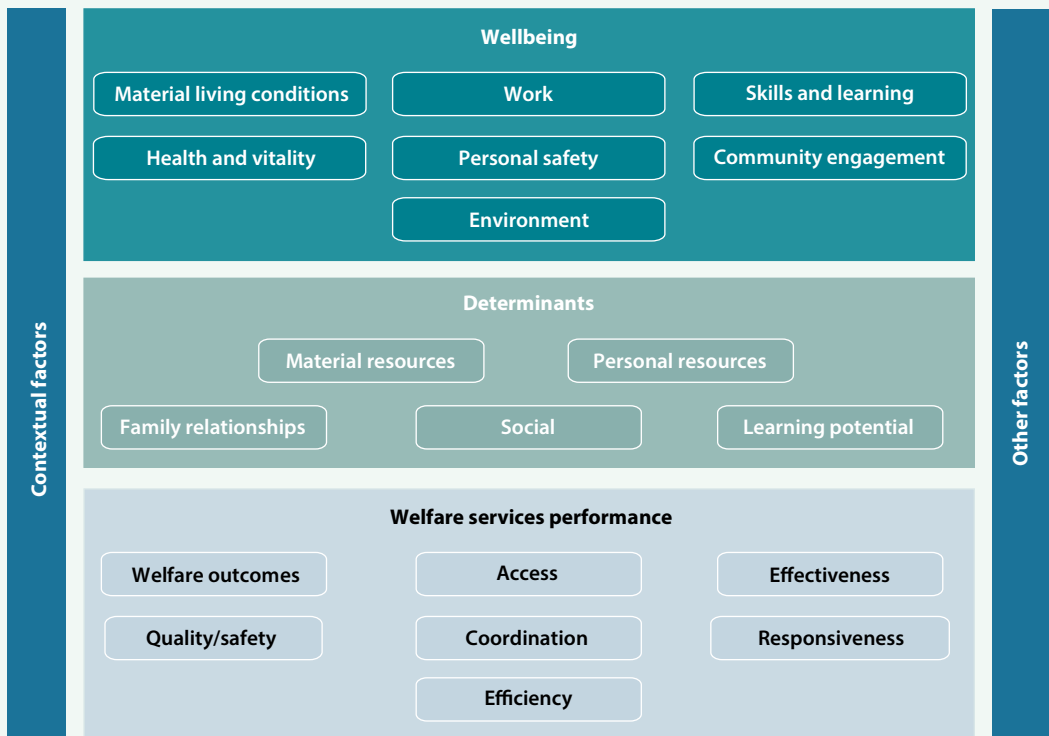 Contextual factors
Wellbeing
Material living conditions
Work
Skills and learning
Health and vitality
Personal safety
Community engagement
Environment
Determinants
Material resources
Personal resources
Family relationships
Social
Learning potential
Welfare services performance
Welfare outcomes
Access
Effectiveness
Quality/safety
Coordination
Responsiveness
Efficiency
Other factors